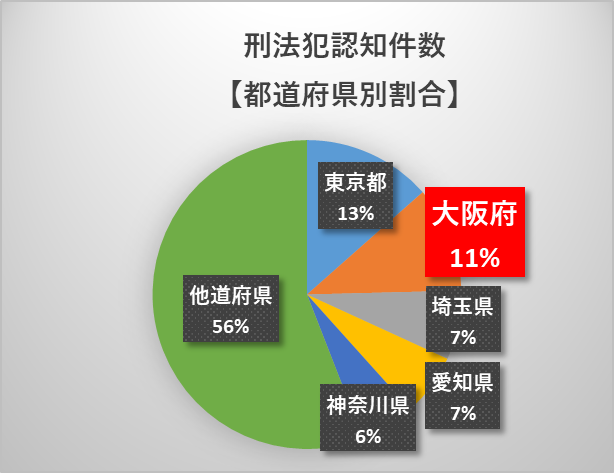 刑法犯認知件数
【都道府県別割合】
東京都
13%
大阪府
11%
埼玉県
7%
愛知県
7%
神奈川県
6%
他道府県
56%